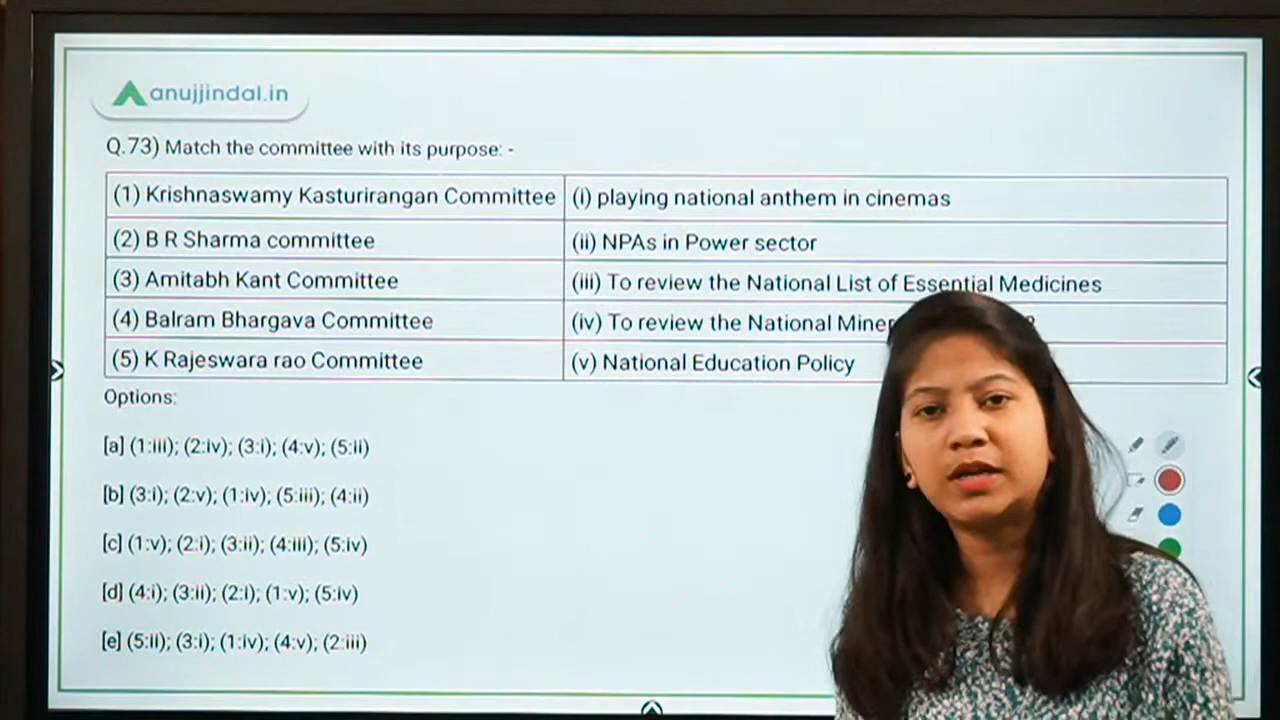 anujjindal.in
Q.73) Match the committee with its purpose: -
(1) Krishnaswamy Kasturirangan Committee (i) playing national anthem in cinemas
(2) B R Sharma committee (ii) NPAs in Power sector
(3) Amitabh Kant Committee (iii) To review the National List of Essential Medicines
(4) Balram Bhargava Committee (iv) To review the National
(5) K Rajeswara rao Committee (v) National Education Policy
Options:
[a] (1:iii); (2:iv); (3:i); (4:v); (5:ii)
[b] (3:i); (2:v); (1:iv); (5:iii); (4:ii)
[c] (1:v); (2:i); (3:ii); (4:iii); (5:iv)
[d] (4:i); (3:ii); (2:i); (1:v); (5:iv)
[e] (5:ii); (3:i); (1:iv); (4:v); (2:iii)